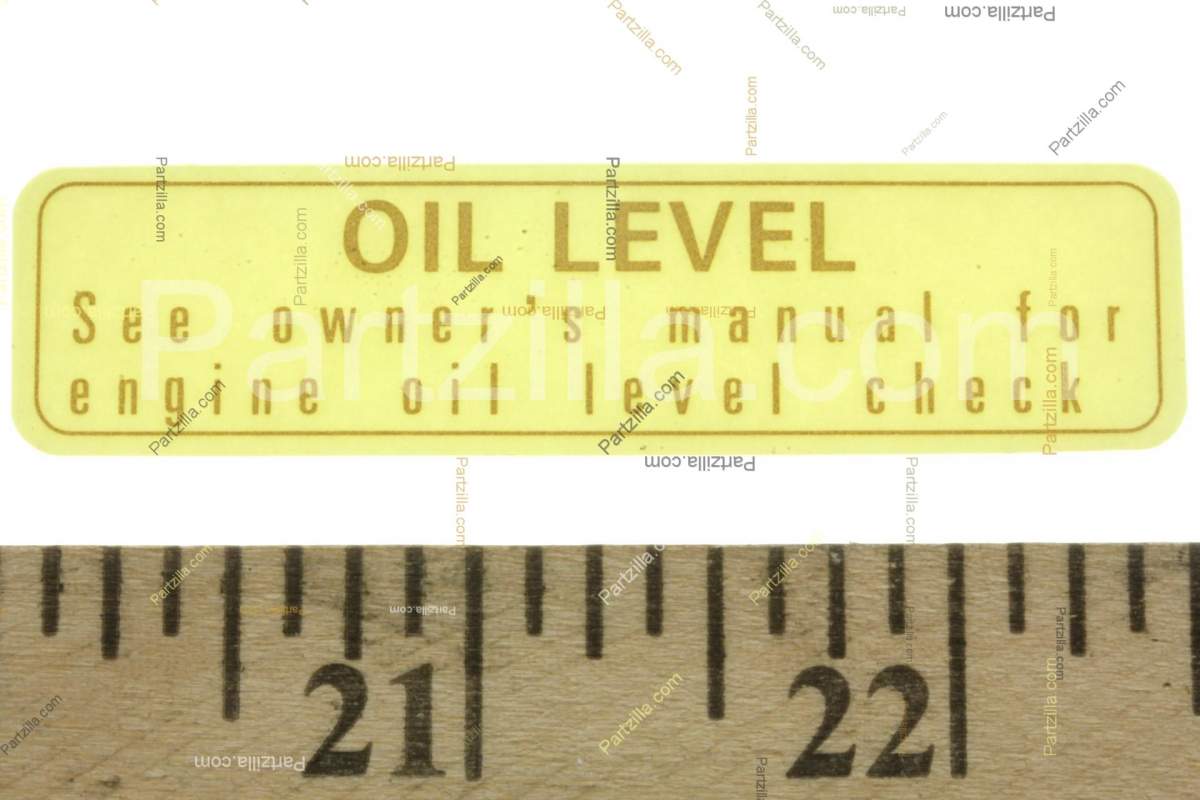 OIL LEVEL
See owner's manual for
engine oil level check
Partzilla.com
21 22